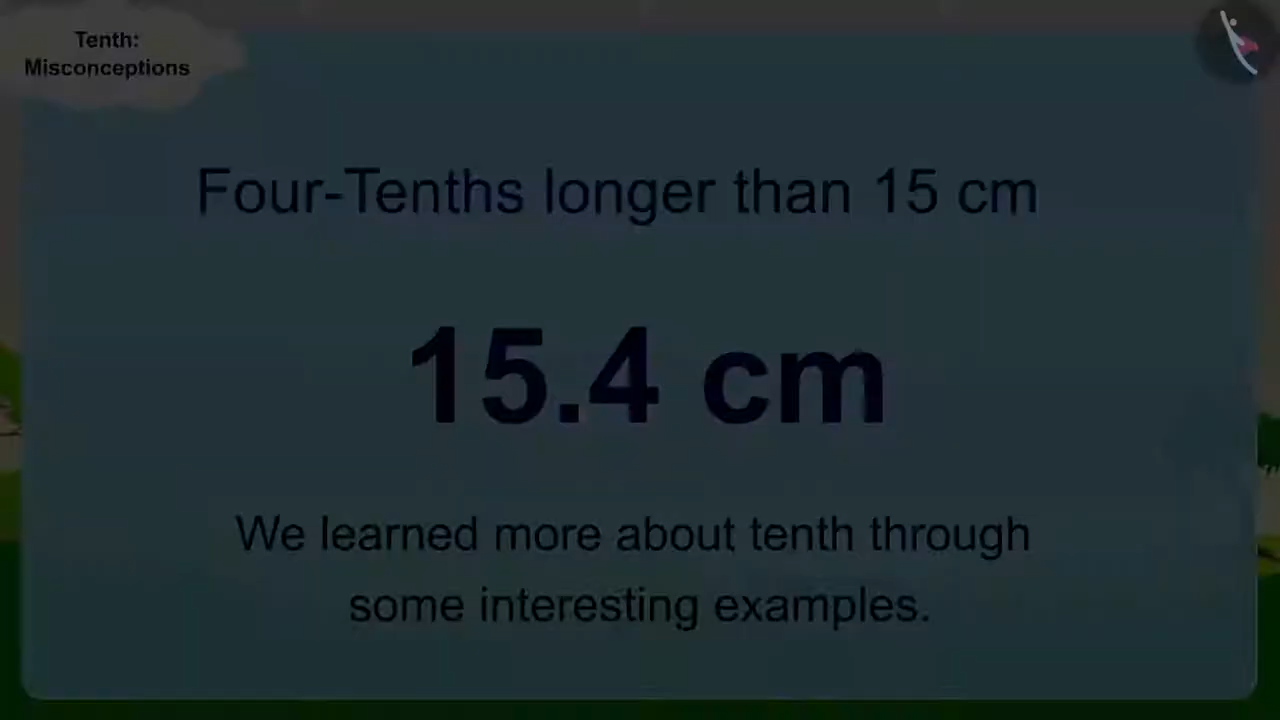 Tenth:
Misconceptions
Four-Tenths longer than 15 cm
15.4 cm
We learned more about tenth through
some interesting examples.